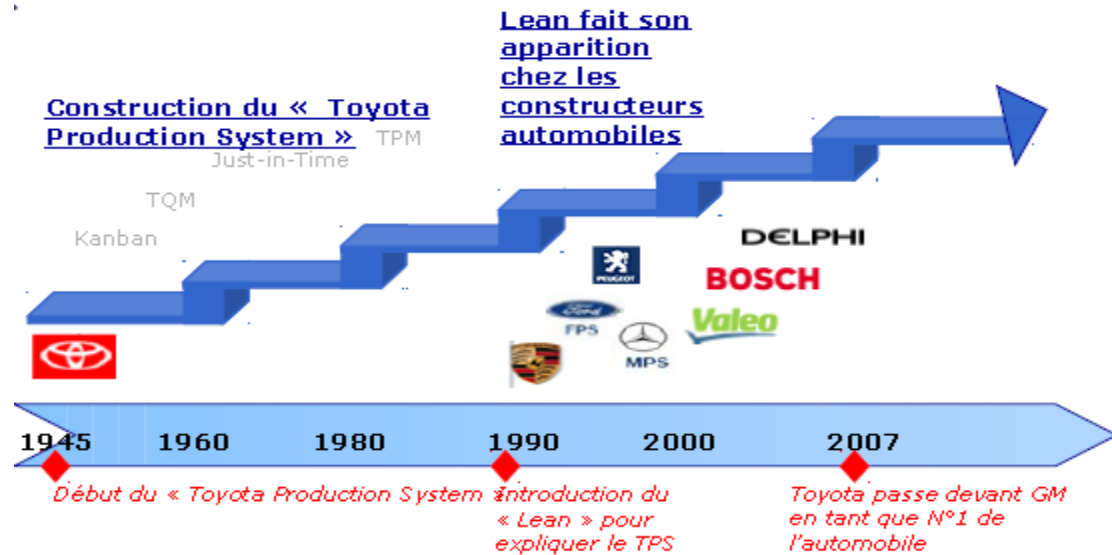 Lean fait son
apparition
chez les
constructeurs
automobiles
Construction du « Toyota
Production System »
TPM
Just-in-Time
TQM
Kanban
DELPHI
PEUGEOT
BOSCH
Ford
FPS
Valeo
MPS
1945 1960 1980 1990 2000 2007
Début du « Toyota Production System »
Introduction du
« Lean » pour
expliquer le TPS
Toyota passe devant GM
en tant que N°1 de
l'automobile